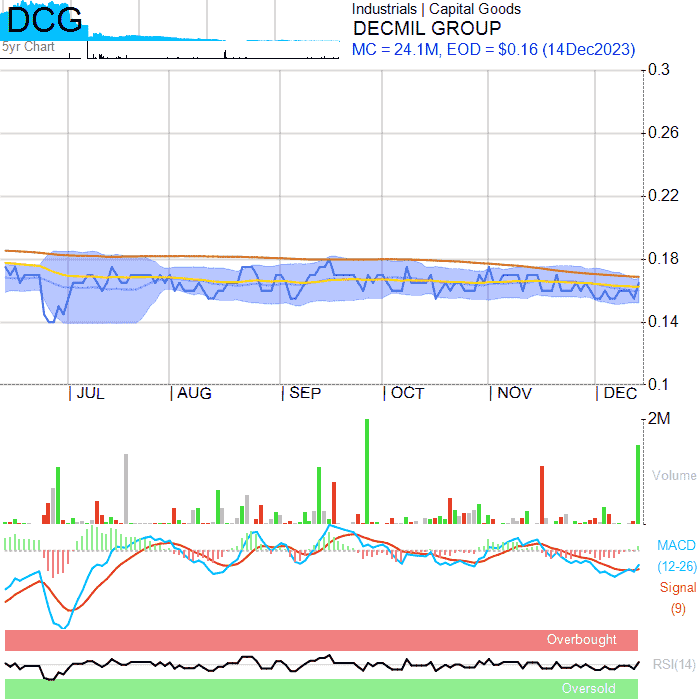 DCG
5yr Chart
Industrials | Capital Goods
DECMIL GROUP
MC = 24.1M, EOD = $0.16 (14Dec2023)
0.3
0.26
0.22
0.18
0.14
0.1
| JUL | AUG | SEP | OCT | NOV | DEC
2M
Volume
MACD
(12-26)
Signal
(9)
Overbought
RSI(14)
Oversold